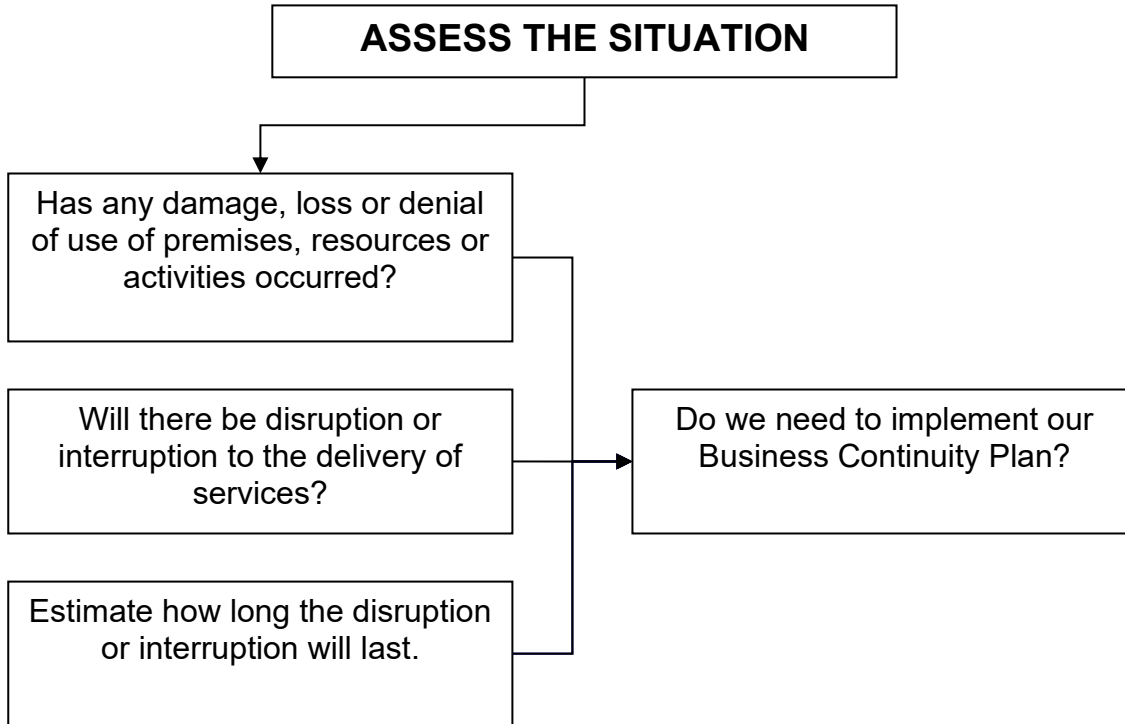 ASSESS THE SITUATION
Has any damage, loss or denial
of use of premises, resources or
activities occurred?
Will there be disruption or
interruption to the delivery of
services?
Do we need to implement our
Business Continuity Plan?
Estimate how long the disruption
or interruption will last.